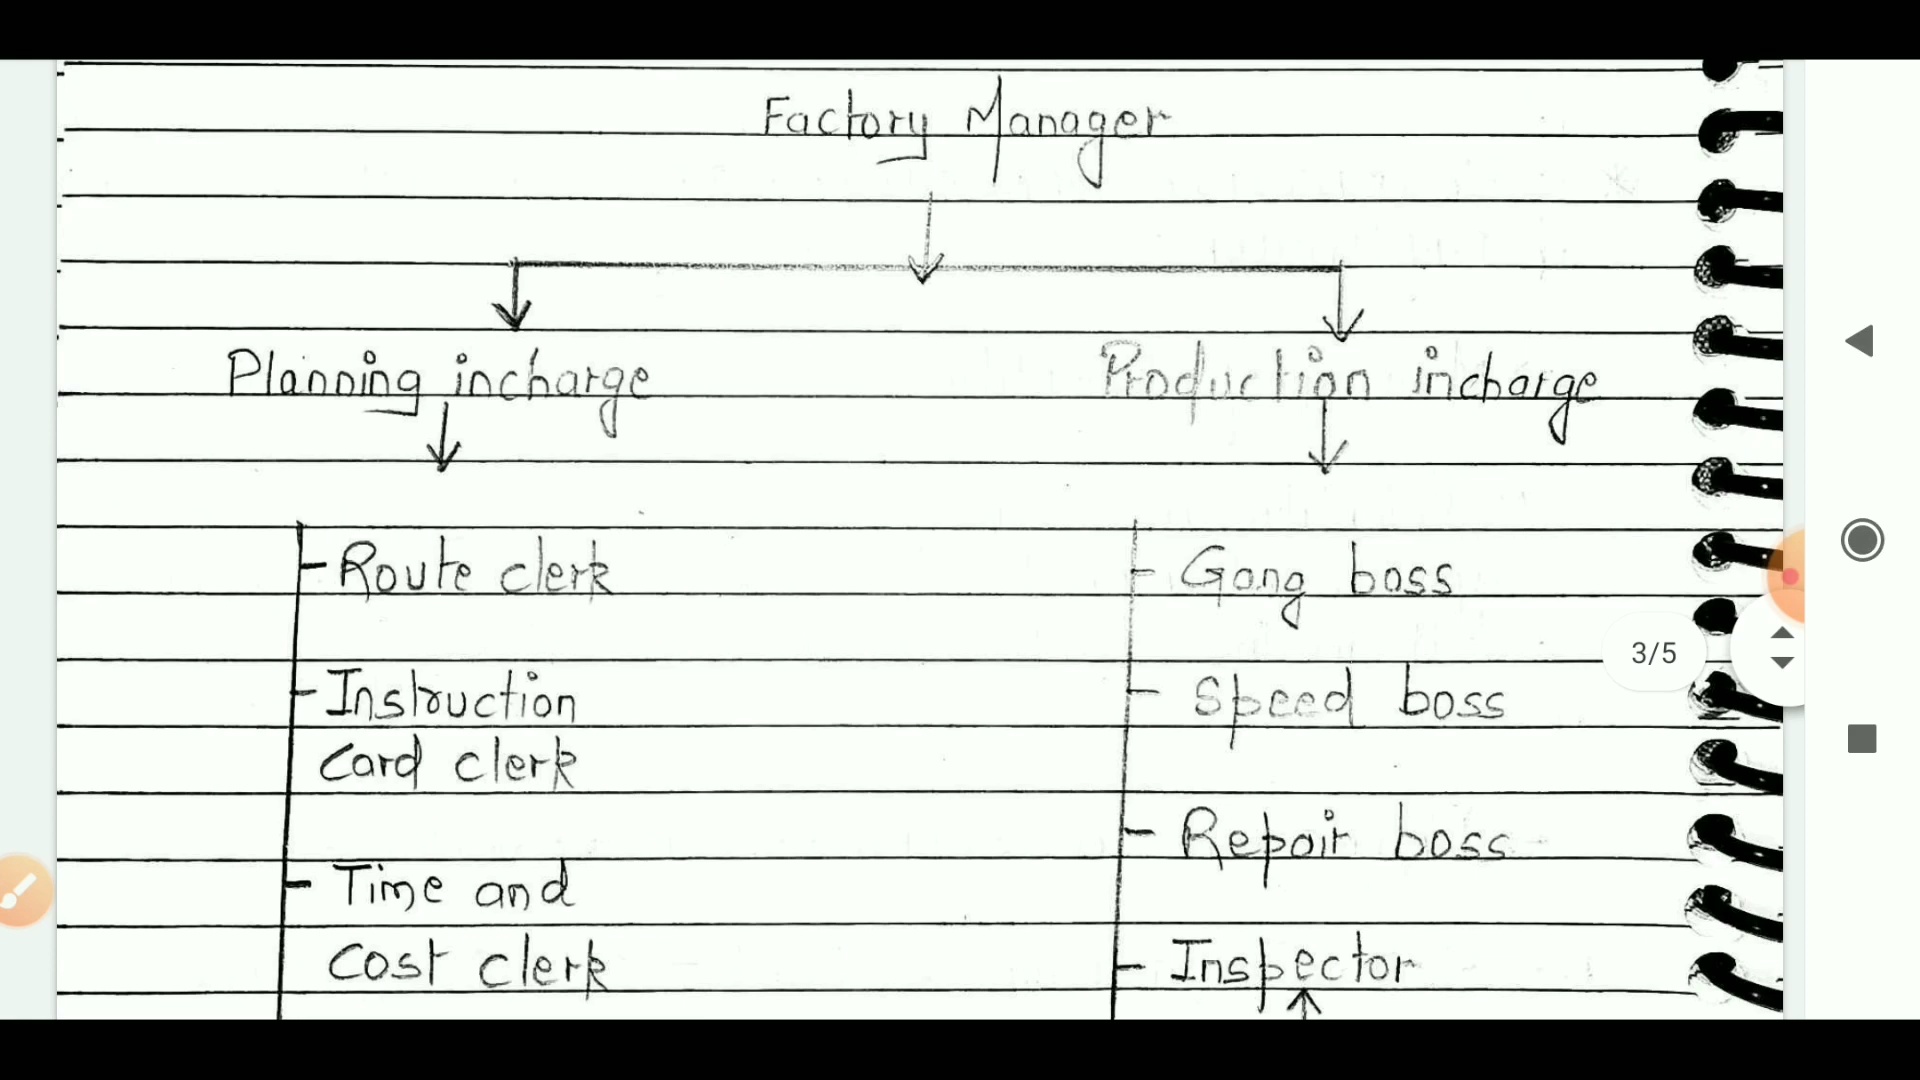 Factory Manager
Planning incharge
Production incharge
Route clerk
Instruction
Card clerk
Time and
Cost clerk
Gang boss
Speed boss
Repair boss
Inspector
3/5